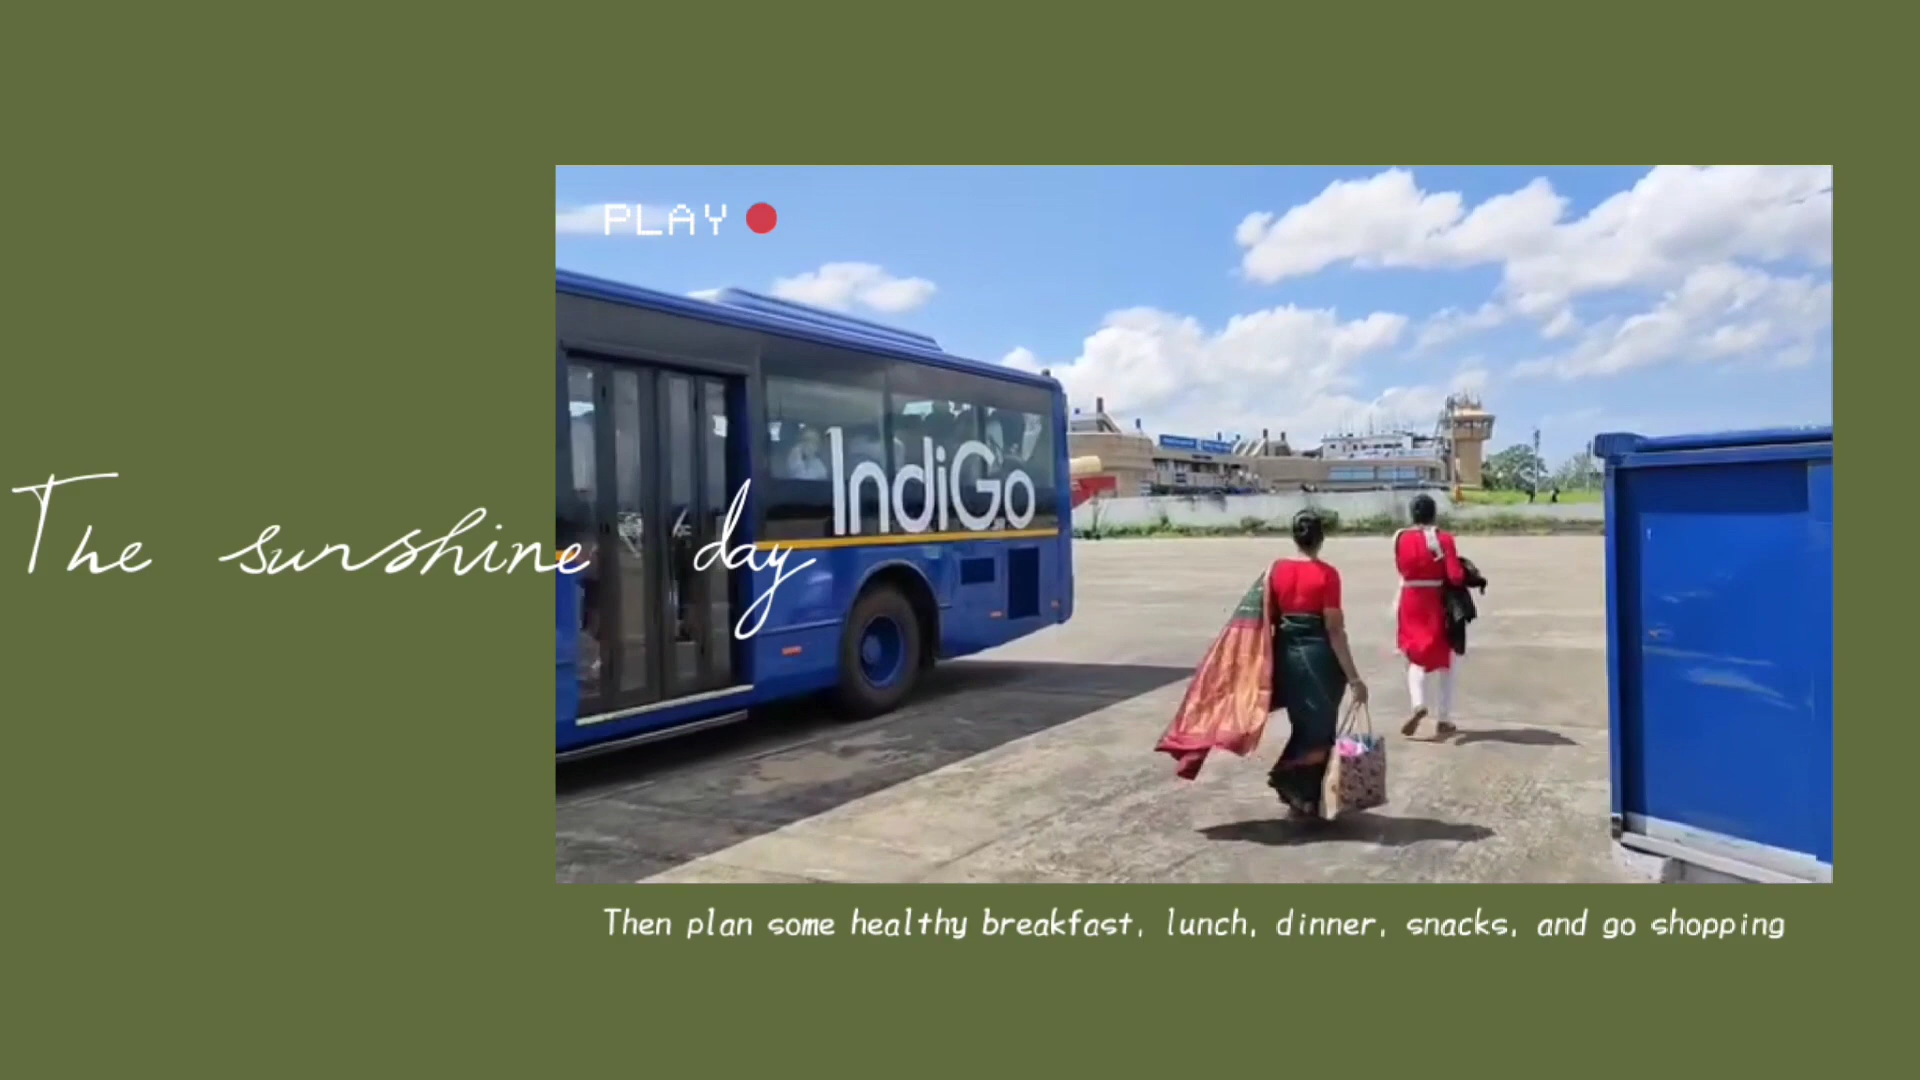 PLAY
IndiGo
The sunshine day
Then plan some healthy breakfast, lunch, dinner, snacks, and go shopping